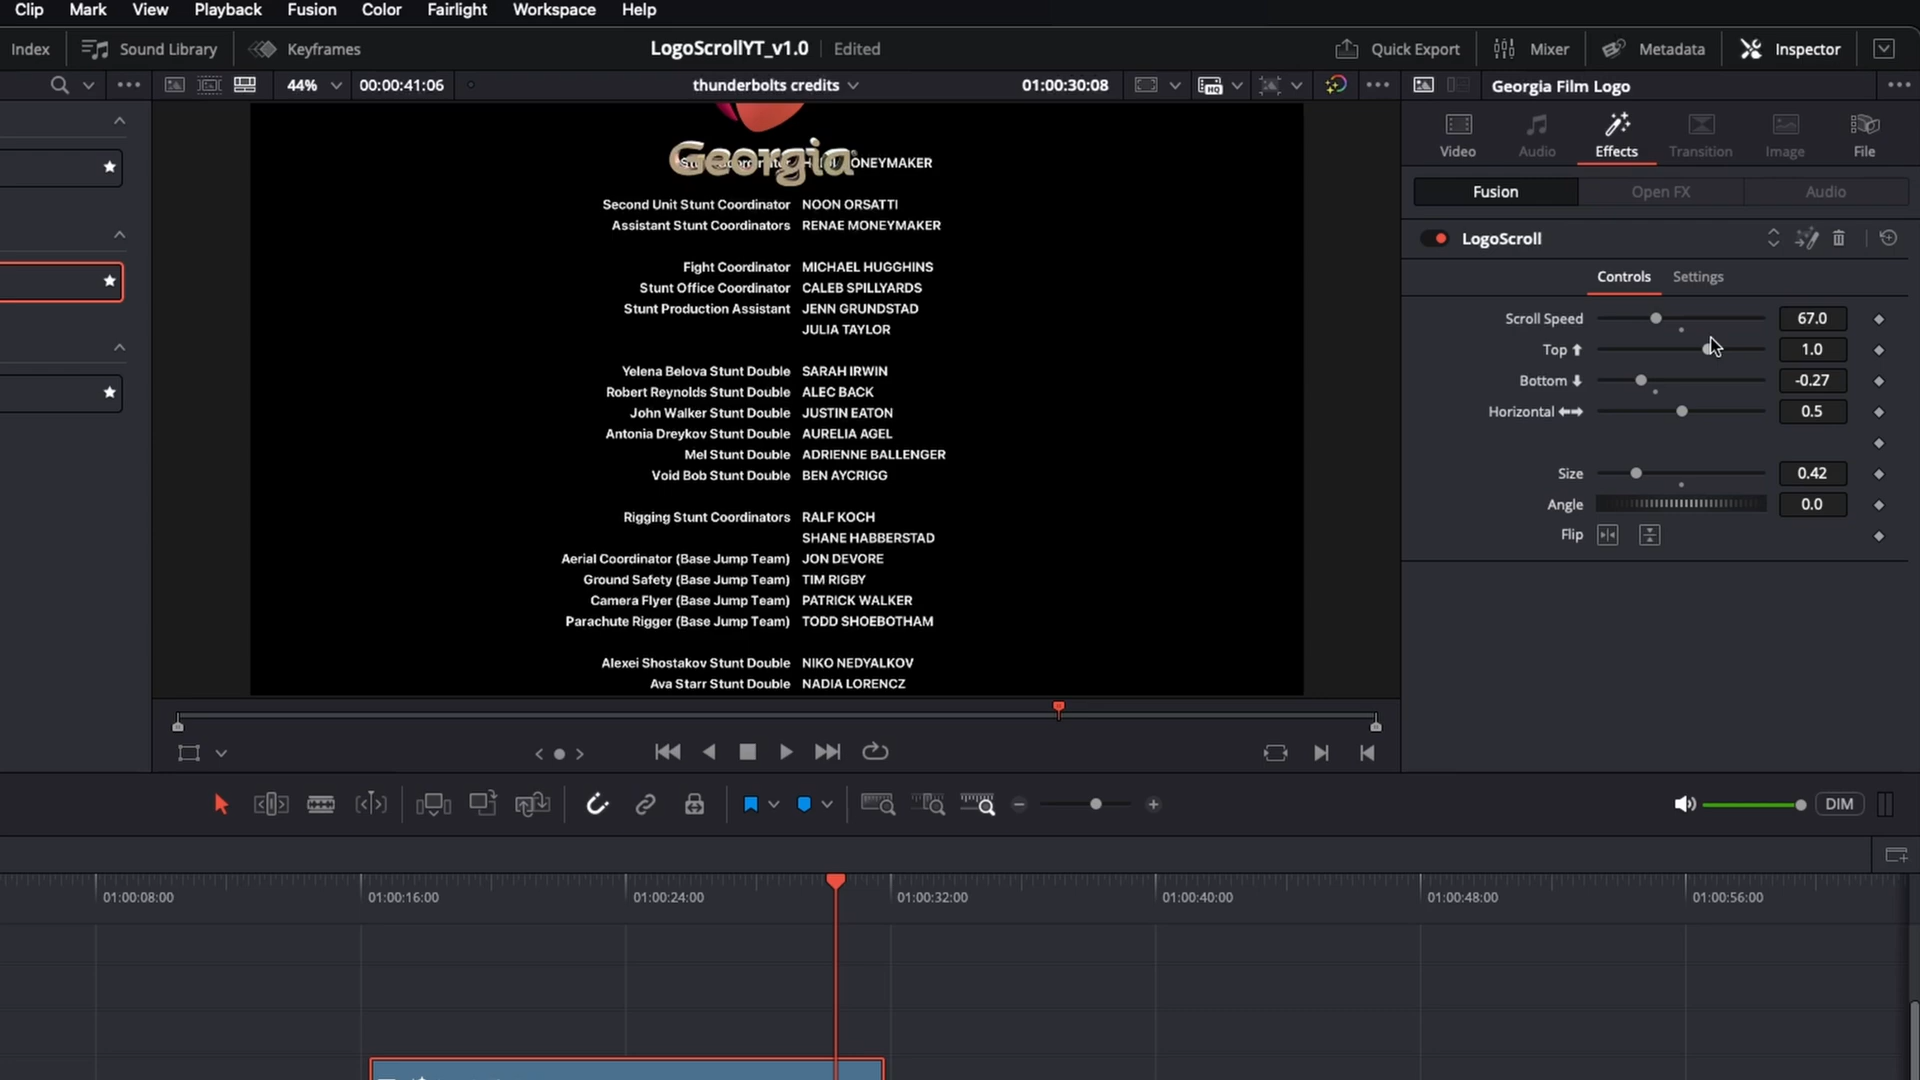 Clip Mark View Playback Fusion Color Fairlight Workspace Help
Index Sound Library Keyframes LogoScrollYT_v1.0 Edited Quick Export Mixer Metadata Inspector
44% 00:00:41:06 thunderbolts credits 01:00:30:08 Georgia Film Logo
Video Audio Effects Transition Image File
Fusion Open FX Audio
LogoScroll
Controls Settings
Scroll Speed 67.0
Top 1.0
Bottom -0.27
Horizontal 0.5
Size 0.42
Angle 0.0
Flip
Georgia
Second Unit Stunt Coordinator NOON ORSATTI
Assistant Stunt Coordinators RENAE MONEYMAKER
Fight Coordinator MICHAEL HUGGHINS
Stunt Office Coordinator CALEB SPILLYARDS
Stunt Production Assistant JENN GRUNDSTAD
JULIA TAYLOR
Yelena Belova Stunt Double SARAH IRWIN
Robert Reynolds Stunt Double ALEC BACK
John Walker Stunt Double JUSTIN EATON
Antonia Dreykov Stunt Double AURELIA AGEL
Mel Stunt Double ADRIENNE BALLENGER
Void Bob Stunt Double BEN AYCRIGG
Rigging Stunt Coordinators RALF KOCH
SHANE HABBERSTAD
Aerial Coordinator (Base Jump Team) JON DEVORE
Ground Safety (Base Jump Team) TIM RIGBY
Camera Flyer (Base Jump Team) PATRICK WALKER
Parachute Rigger (Base Jump Team) TODD SHOEBOTHAM
Alexei Shostakov Stunt Double NIKO NEDYALKOV
Ava Starr Stunt Double NADIA LORENCZ
DIM
01:00:08:00 01:00:16:00 01:00:24:00 01:00:32:00 01:00:40:00 01:00:48:00 01:00:56:00